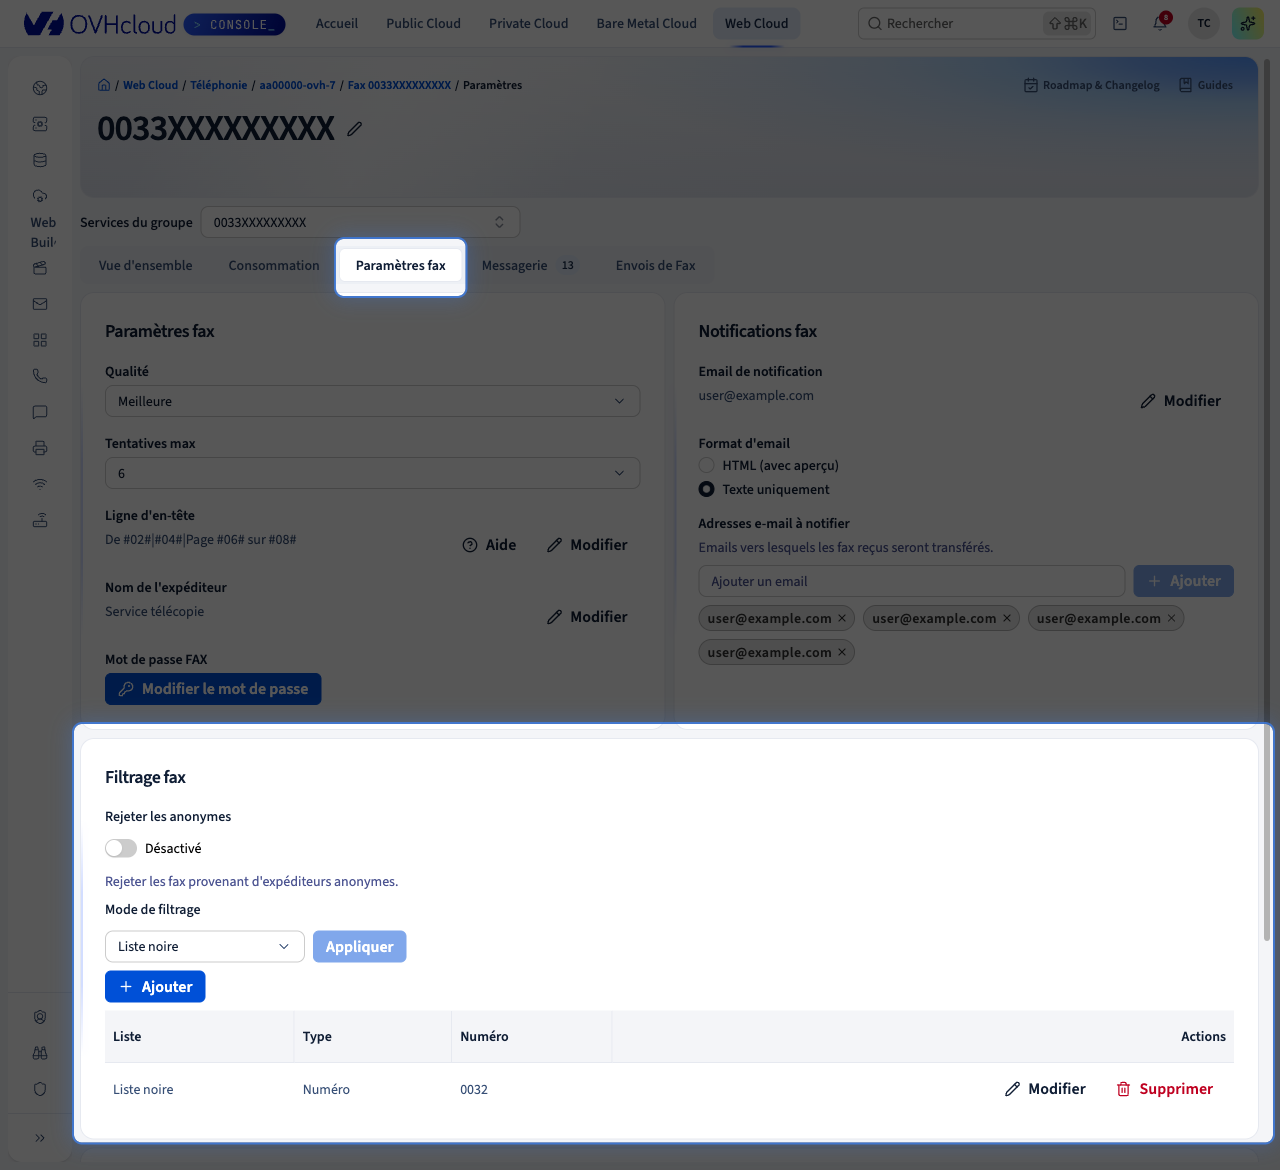 OVHcloud > CONSOLE_ Accueil Public Cloud Private Cloud Bare Metal Cloud Web Cloud Rechercher ⇧⌘K 8 TC
/ Web Cloud / Téléphonie / aa00000-ovh-7 / Fax 0033XXXXXXXXX / Paramètres Roadmap & Changelog Guides
0033XXXXXXXXX
Web
Buil
Services du groupe 0033XXXXXXXXX
Vue d'ensemble Consommation Paramètres fax Messagerie 13 Envois de Fax
Paramètres fax
Qualité
Meilleure
Tentatives max
6
Ligne d'en-tête
De #02#|#04#|Page #06# sur #08#
Aide Modifier
Nom de l'expéditeur
Service télécopie
Modifier
Mot de passe FAX
Modifier le mot de passe
Notifications fax
Email de notification
user@example.com
Modifier
Format d'email
HTML (avec aperçu)
Texte uniquement
Adresses e-mail à notifier
Emails vers lesquels les fax reçus seront transférés.
Ajouter un email + Ajouter
user@example.com × user@example.com × user@example.com ×
user@example.com ×
Filtrage fax
Rejeter les anonymes
Désactivé
Rejeter les fax provenant d'expéditeurs anonymes.
Mode de filtrage
Liste noire Appliquer
+ Ajouter
Liste Type Numéro Actions
Liste noire Numéro 0032 Modifier Supprimer